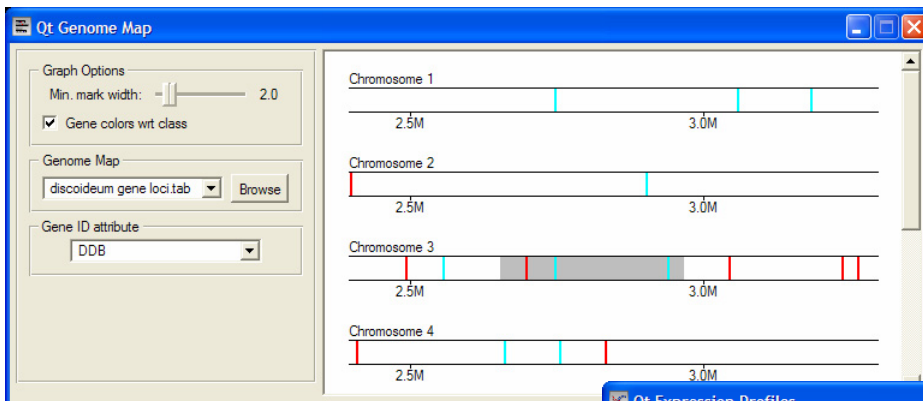 Qt Genome Map
Graph Options
Min. mark width: 2.0
Gene colors wrt class
Genome Map
discoideum gene loci.tab Browse
Gene ID attribute
DDB
Chromosome 1
2.5M 3.0M
Chromosome 2
2.5M 3.0M
Chromosome 3
2.5M 3.0M
Chromosome 4
2.5M 3.0M
Qt Expression Profiles